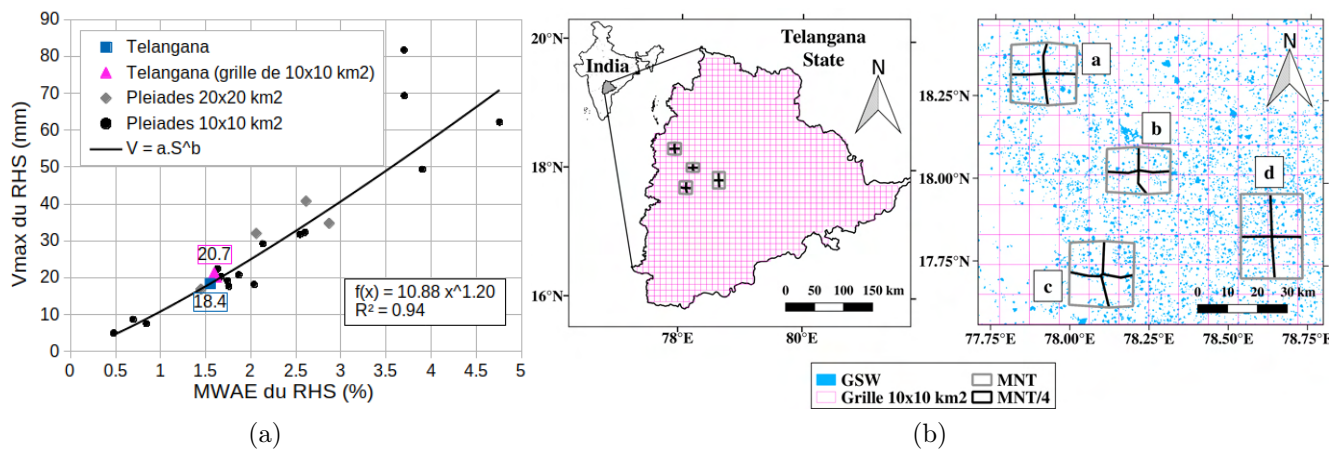 90
80
70
60
50
40
30
20
10
0
Vmax du RHS (mm)
Telangana
Telangana (grille de 10x10 km2)
Pleiades 20x20 km2
Pleiades 10x10 km2
V = a.S^b
20.7
18.4
f(x) = 10.88 x^1.20
R² = 0.94
0 0.5 1 1.5 2 2.5 3 3.5 4 4.5 5
MWAE du RHS (%)
(a)
20°N
18°N
16°N
India
Telangana
State
N
0 50 100 150 km
78°E 80°E
18.25°N
18.00°N
17.75°N
a
b
c
d
N
0 10 20 30 km
77.75°E 78.00°E 78.25°E 78.50°E 78.75°E
GSW MNT
Grille 10x10 km2 MNT/4
(b)